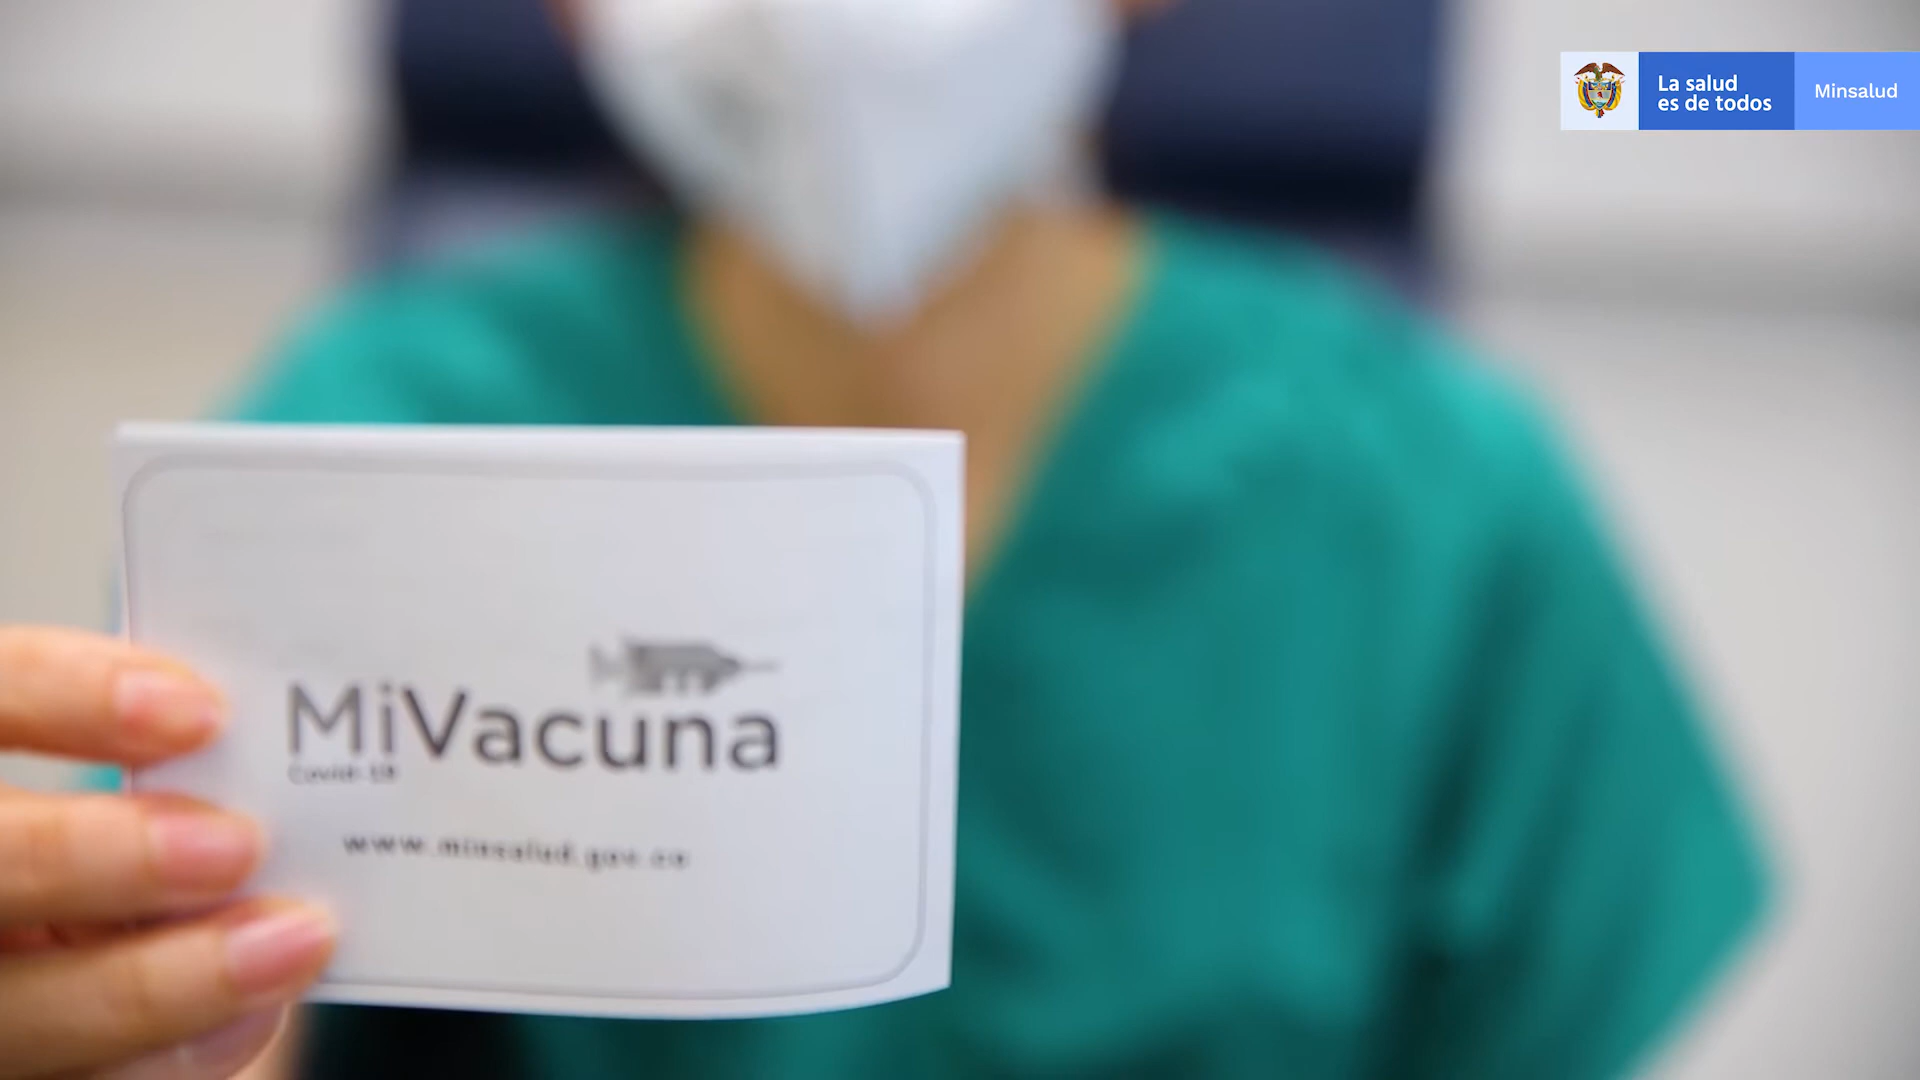 La salud
es de todos
Minsalud
MiVacuna
Covid-19
www.minsalud.gov.co